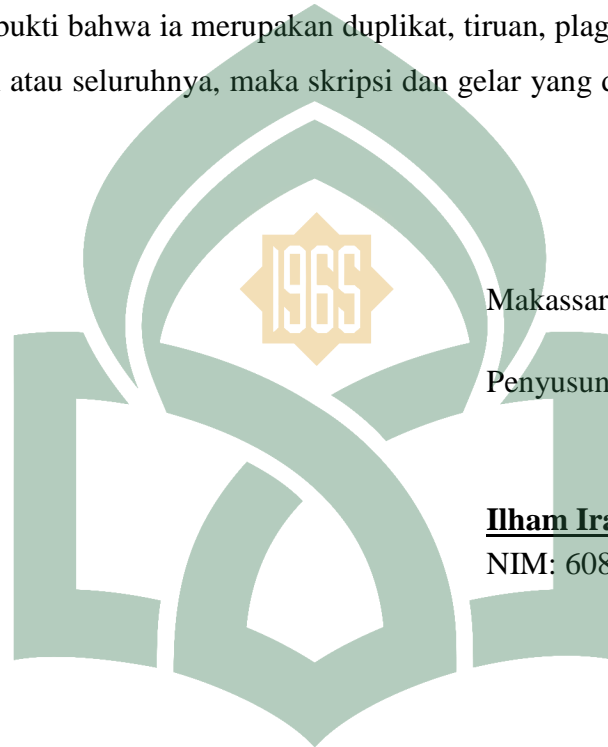 bukti bahwa ia merupakan duplikat, tiruan, plag
atau seluruhnya, maka skripsi dan gelar yang
1965
Makassar
Penyusun
Ilham Ira
NIM: 608